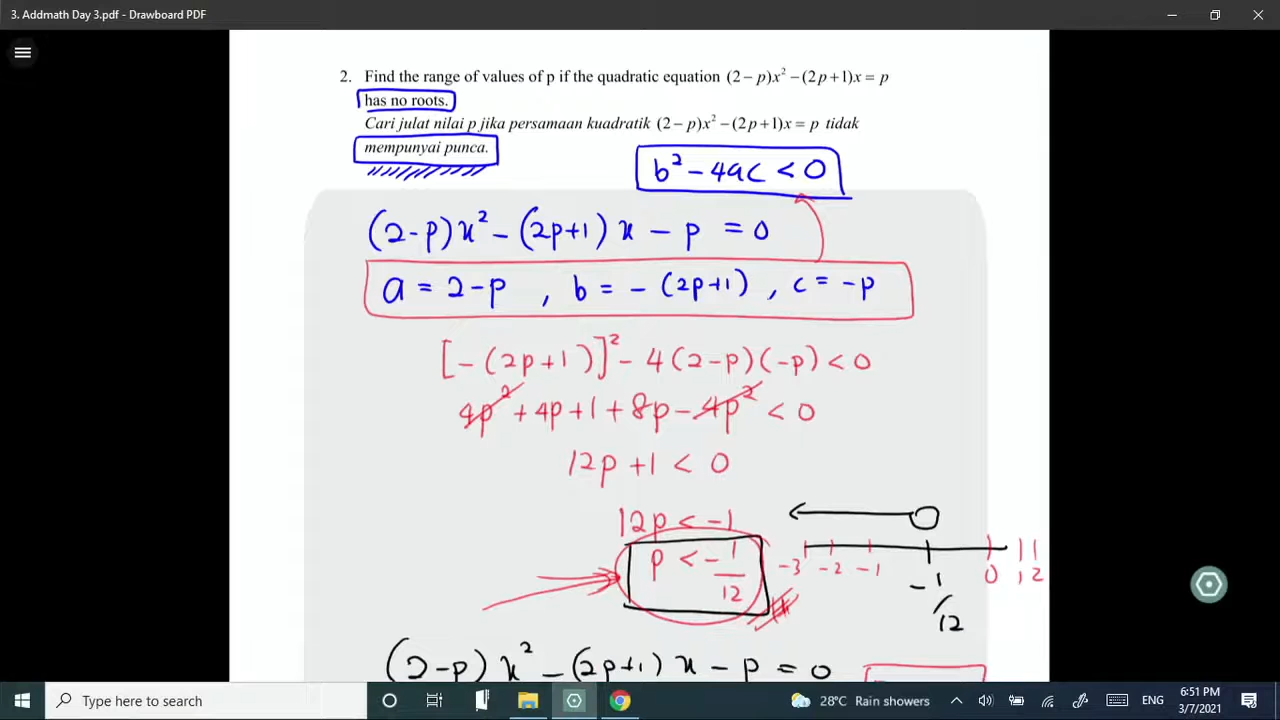 3. Addmath Day 3.pdf - Drawboard PDF
2. Find the range of values of p if the quadratic equation (2 − p)x² − (2p + 1)x = p
has no roots.
Cari julat nilai p jika persamaan kuadratik (2 − p)x² − (2p + 1)x = p tidak
mempunyai punca.
b² − 4ac < 0
(2-p)x² − (2p+1)x − p = 0
a = 2-p , b = − (2p+1) , c = −p
[− (2p+1)]² − 4(2-p)(-p) < 0
4p² + 4p + 1 + 8p − 4p² < 0
12p + 1 < 0
12p < −1
p < − 1/12
−3 −2 −1 −1/12 0 1 2
(2-p)x² − (2p+1)x − p = 0
Type here to search
28°C Rain showers
ENG
6:51 PM
3/7/2021